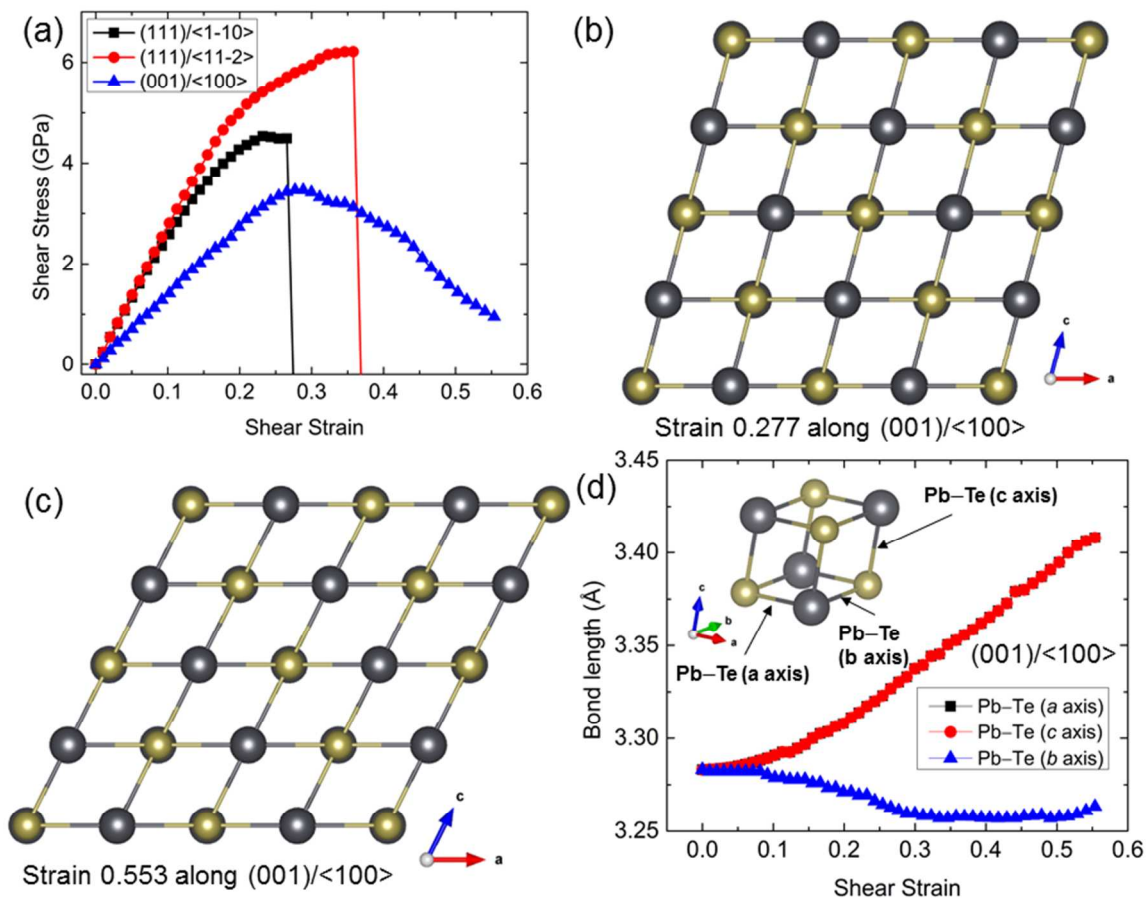 (a)
(111)/<1-10>
(111)/<11-2>
(001)/<100>
Shear Stress (GPa)
6
4
2
0
0.0 0.1 0.2 0.3 0.4 0.5 0.6
Shear Strain
(b)
c
a
Strain 0.277 along (001)/<100>
(c)
c
a
Strain 0.553 along (001)/<100>
(d)
Bond length (Å)
3.45
3.40
3.35
3.30
3.25
Pb−Te (c axis)
c
b
a
Pb−Te
(b axis)
Pb−Te (a axis)
(001)/<100>
Pb−Te (a axis)
Pb−Te (c axis)
Pb−Te (b axis)
0.0 0.1 0.2 0.3 0.4 0.5 0.6
Shear Strain